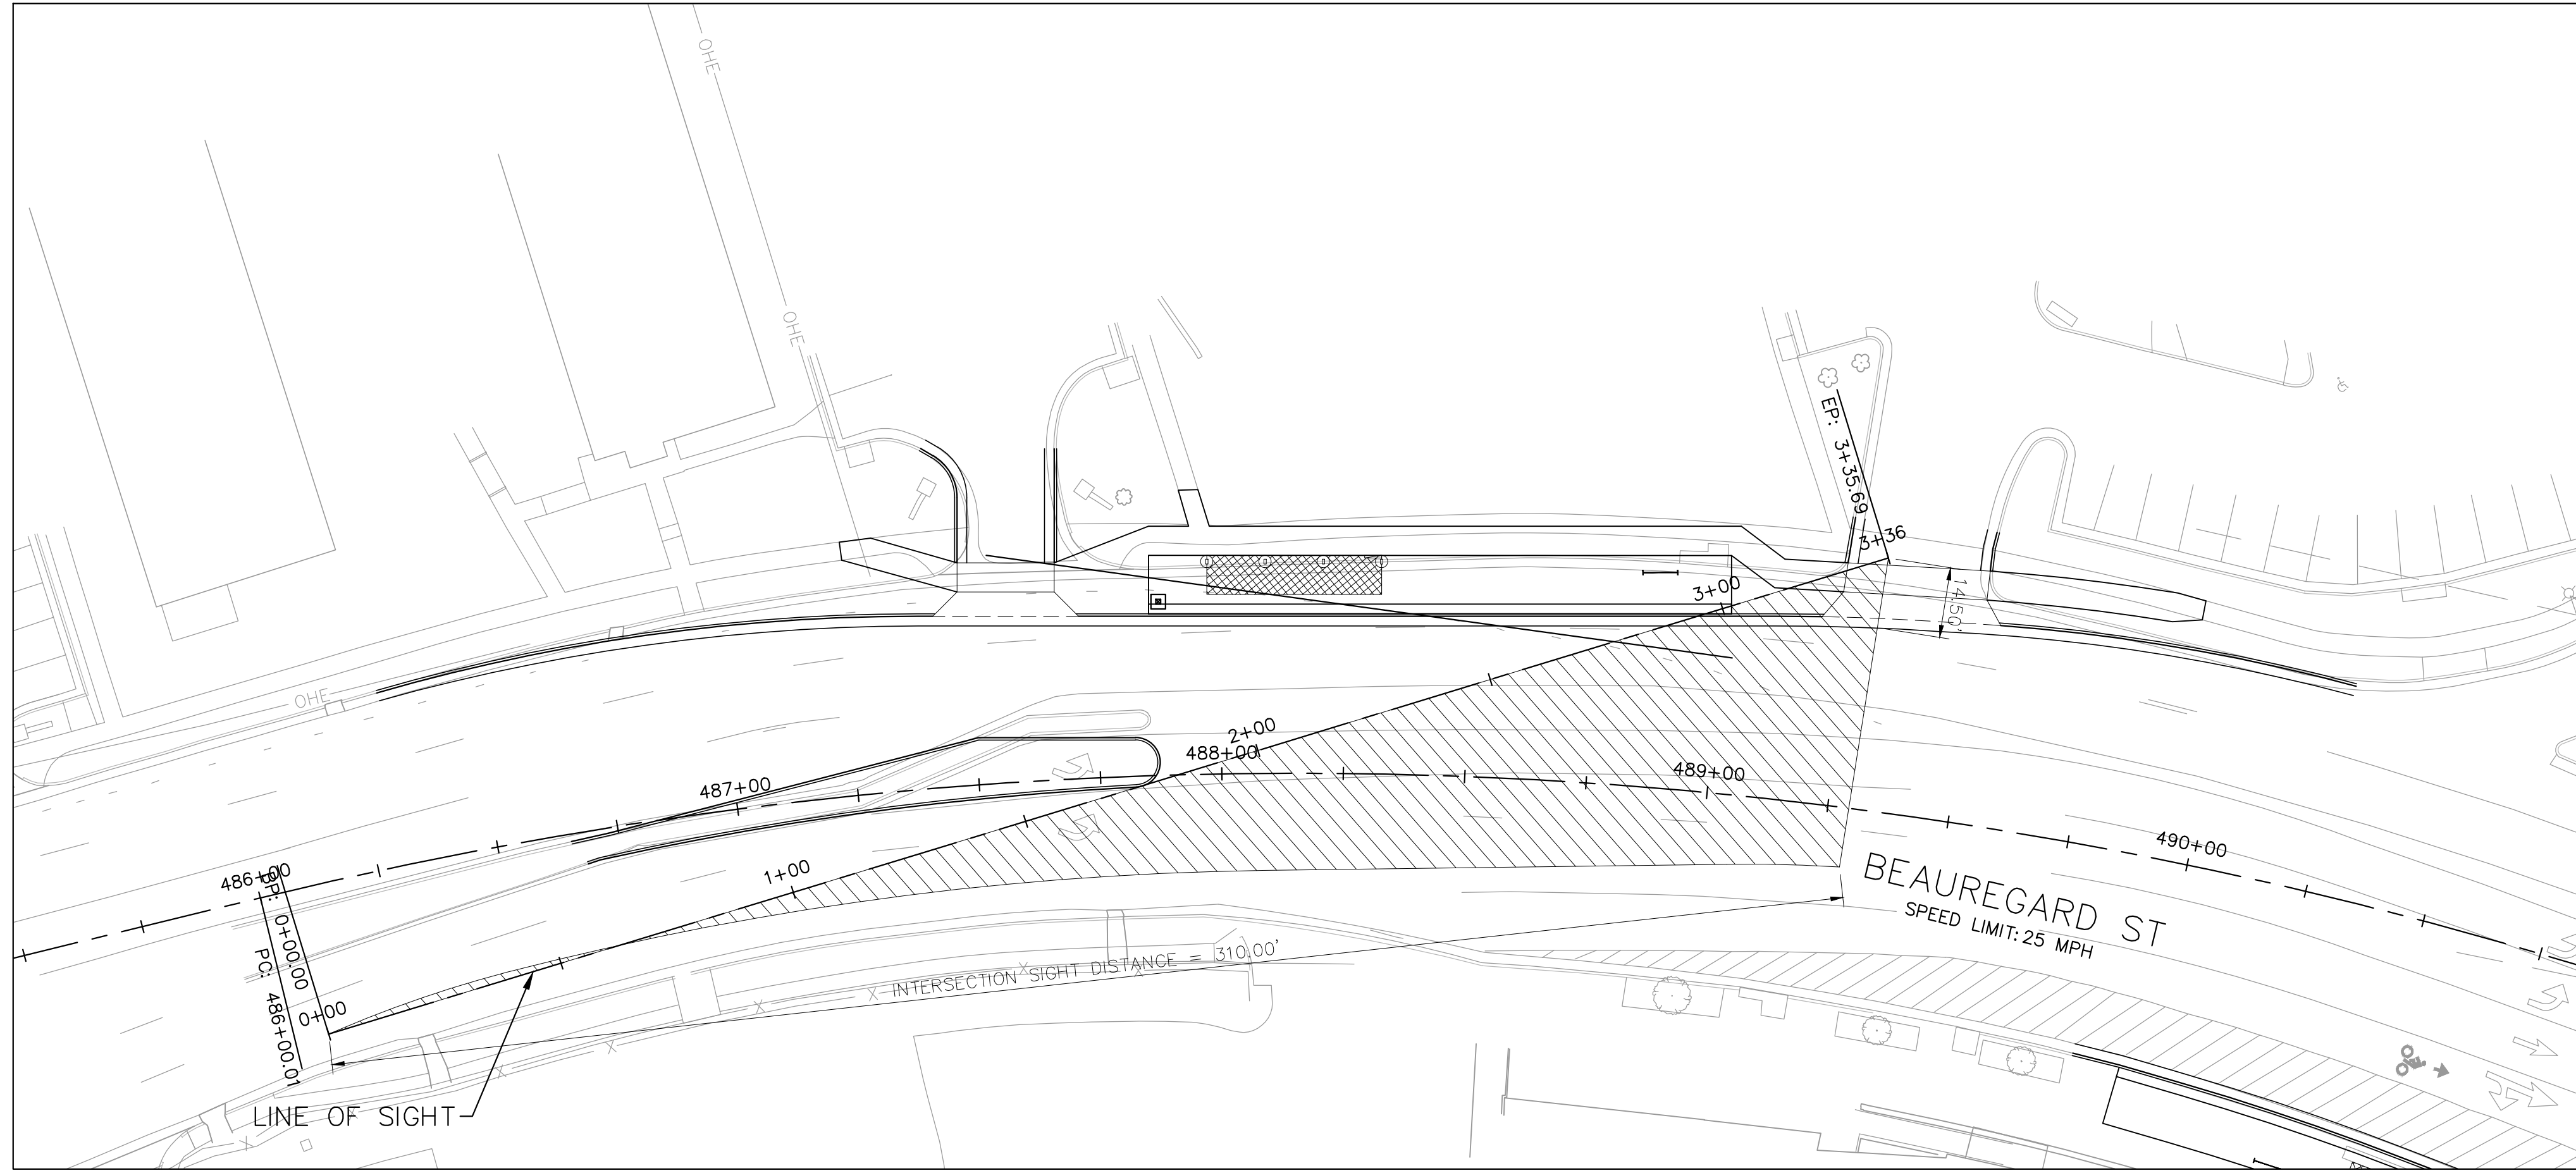 OHE
OHE
EP: 3+35.69
3+36
3+00
14.50'
OHE
2+00
488+00
487+00
489+00
490+00
1+00
486+00
BP: 0+00.00
PC: 486+00.01
0+00
BEAUREGARD ST
SPEED LIMIT: 25 MPH
INTERSECTION SIGHT DISTANCE = 310.00'
X
X
X
X
X
X
X
X
LINE OF SIGHT